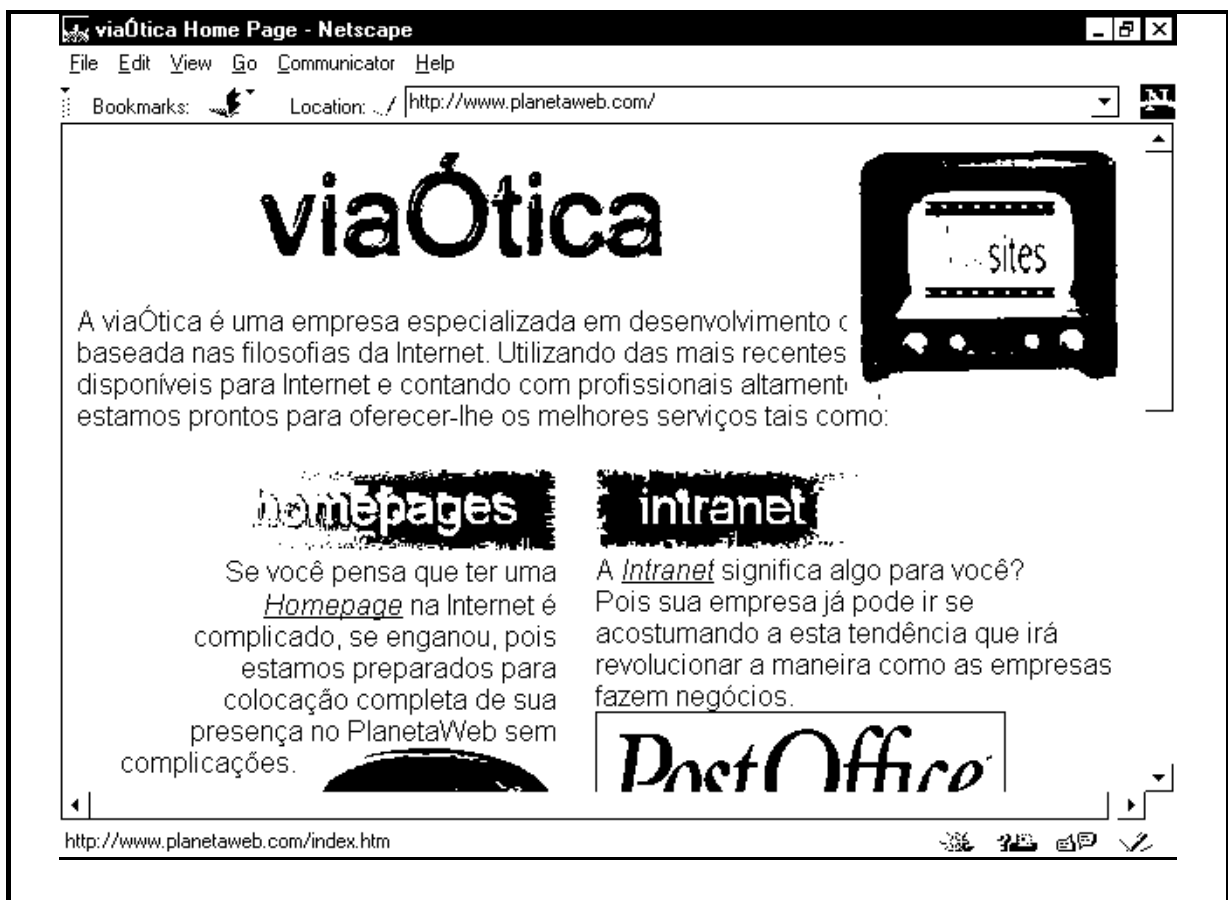 viaÓtica Home Page - Netscape
File Edit View Go Communicator Help
Bookmarks: Location: http://www.planetaweb.com/
viaÓtica
sites
A viaÓtica é uma empresa especializada em desenvolvimento
baseada nas filosofias da Internet. Utilizando das mais recentes
disponíveis para Internet e contando com profissionais altamente
estamos prontos para oferecer-lhe os melhores serviços tais como:
homepages
Se você pensa que ter uma
Homepage na Internet é
complicado, se enganou, pois
estamos preparados para
colocação completa de sua
presença no PlanetaWeb sem
complicações.
intranet
A Intranet significa algo para você?
Pois sua empresa já pode ir se
acostumando a esta tendência que irá
revolucionar a maneira como as empresas
fazem negócios.
PostOffice
http://www.planetaweb.com/index.htm